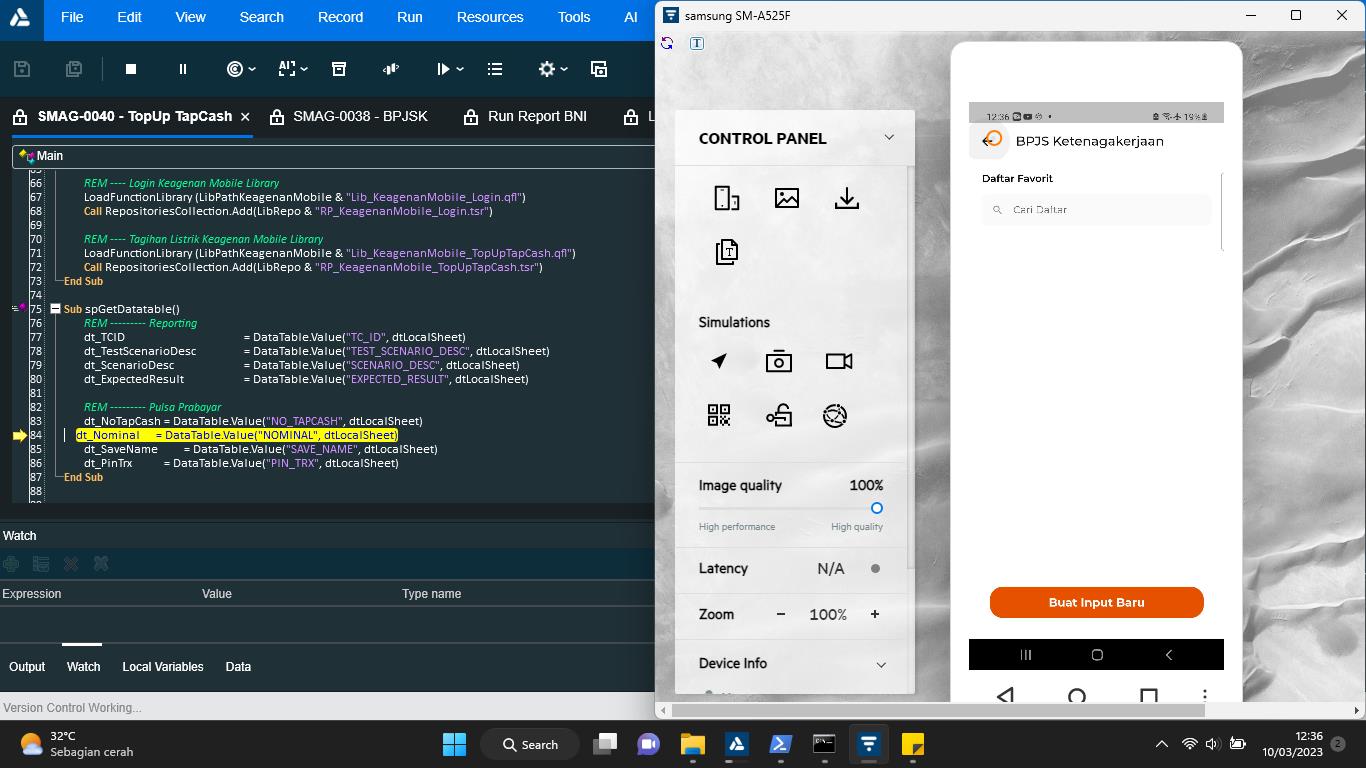 File Edit View Search Record Run Resources Tools AI
SMAG-0040 - TopUp TapCash × SMAG-0038 - BPJSK Run Report BNI L
Main
65
66 REM ---- Login Keagenan Mobile Library
67 LoadFunctionLibrary (LibPathKeagenanMobile & "Lib_KeagenanMobile_Login.qfl")
68 Call RepositoriesCollection.Add(LibRepo & "RP_KeagenanMobile_Login.tsr")
69
70 REM ---- Tagihan Listrik Keagenan Mobile Library
71 LoadFunctionLibrary (LibPathKeagenanMobile & "Lib_KeagenanMobile_TopUpTapCash.qfl")
72 Call RepositoriesCollection.Add(LibRepo & "RP_KeagenanMobile_TopUpTapCash.tsr")
73 End Sub
74
75 Sub spGetDatatable()
76 REM --------- Reporting
77 dt_TCID = DataTable.Value("TC_ID", dtLocalSheet)
78 dt_TestScenarioDesc = DataTable.Value("TEST_SCENARIO_DESC", dtLocalSheet)
79 dt_ScenarioDesc = DataTable.Value("SCENARIO_DESC", dtLocalSheet)
80 dt_ExpectedResult = DataTable.Value("EXPECTED_RESULT", dtLocalSheet)
81
82 REM --------- Pulsa Prabayar
83 dt_NoTapCash = DataTable.Value("NO_TAPCASH", dtLocalSheet)
84 dt_Nominal = DataTable.Value("NOMINAL", dtLocalSheet)
85 dt_SaveName = DataTable.Value("SAVE_NAME", dtLocalSheet)
86 dt_PinTrx = DataTable.Value("PIN_TRX", dtLocalSheet)
87 End Sub
88
Watch
Expression Value Type name
Output Watch Local Variables Data
Version Control Working...
samsung SM-A525F
T
CONTROL PANEL
Simulations
Image quality 100%
High performance High quality
Latency N/A
Zoom − 100% +
Device Info
12:36 19%
BPJS Ketenagakerjaan
Daftar Favorit
Cari Daftar
Buat Input Baru
32°C
Sebagian cerah
Search
12:36
10/03/2023
2